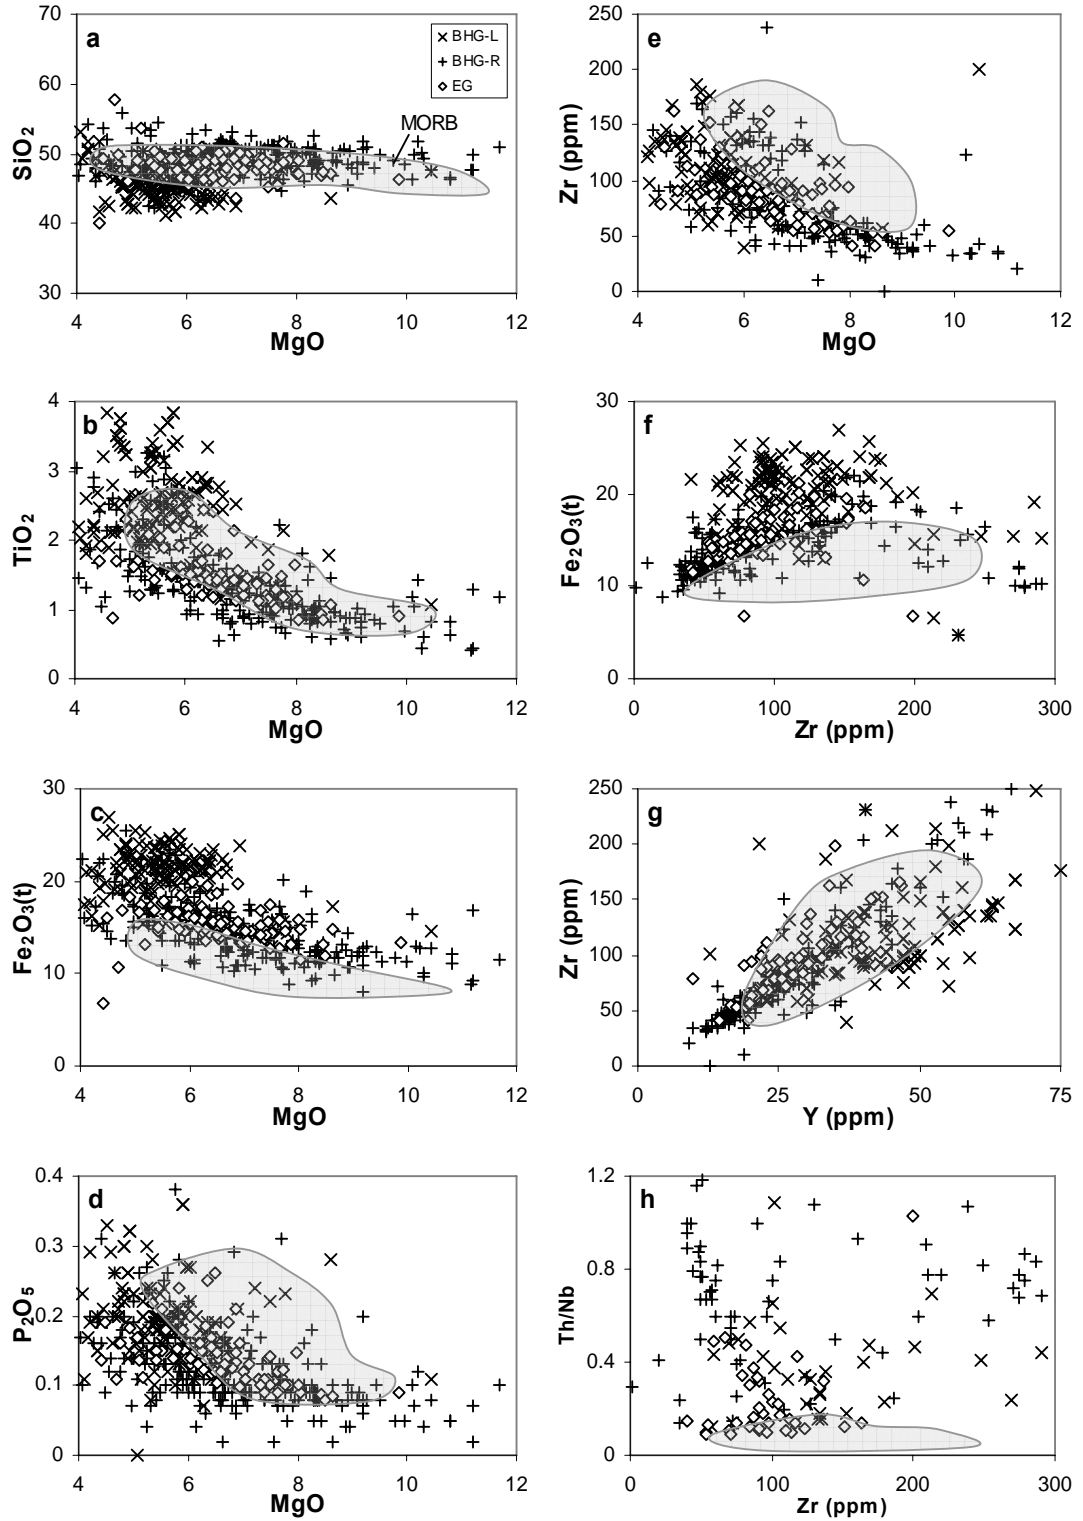 a
BHG-L
BHG-R
EG
MORB
SiO2
70
60
50
40
30
4 6 8 10 12
MgO
e
Zr (ppm)
250
200
150
100
50
0
4 6 8 10 12
MgO
b
TiO2
4
3
2
1
0
4 6 8 10 12
MgO
f
Fe2O3(t)
30
20
10
0
0 100 200 300
Zr (ppm)
c
Fe2O3(t)
30
20
10
0
4 6 8 10 12
MgO
g
Zr (ppm)
250
200
150
100
50
0
0 25 50 75
Y (ppm)
d
P2O5
0.4
0.3
0.2
0.1
0
4 6 8 10 12
MgO
h
Th/Nb
1.2
0.8
0.4
0.0
0 100 200 300
Zr (ppm)